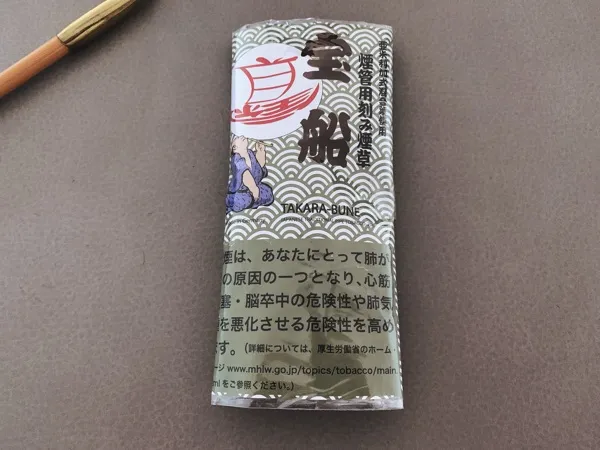 宝船
煙管用刻み煙草
TAKARA-BUNE
煙は、あなたにとって肺が
の原因の一つとなり、心筋
塞・脳卒中の危険性や肺気
を悪化させる危険性を高め
す。(詳細については、厚生労働省のホーム
ージ www.mhlw.go.jp/topics/tobacco/main
ml をご参照ください。)